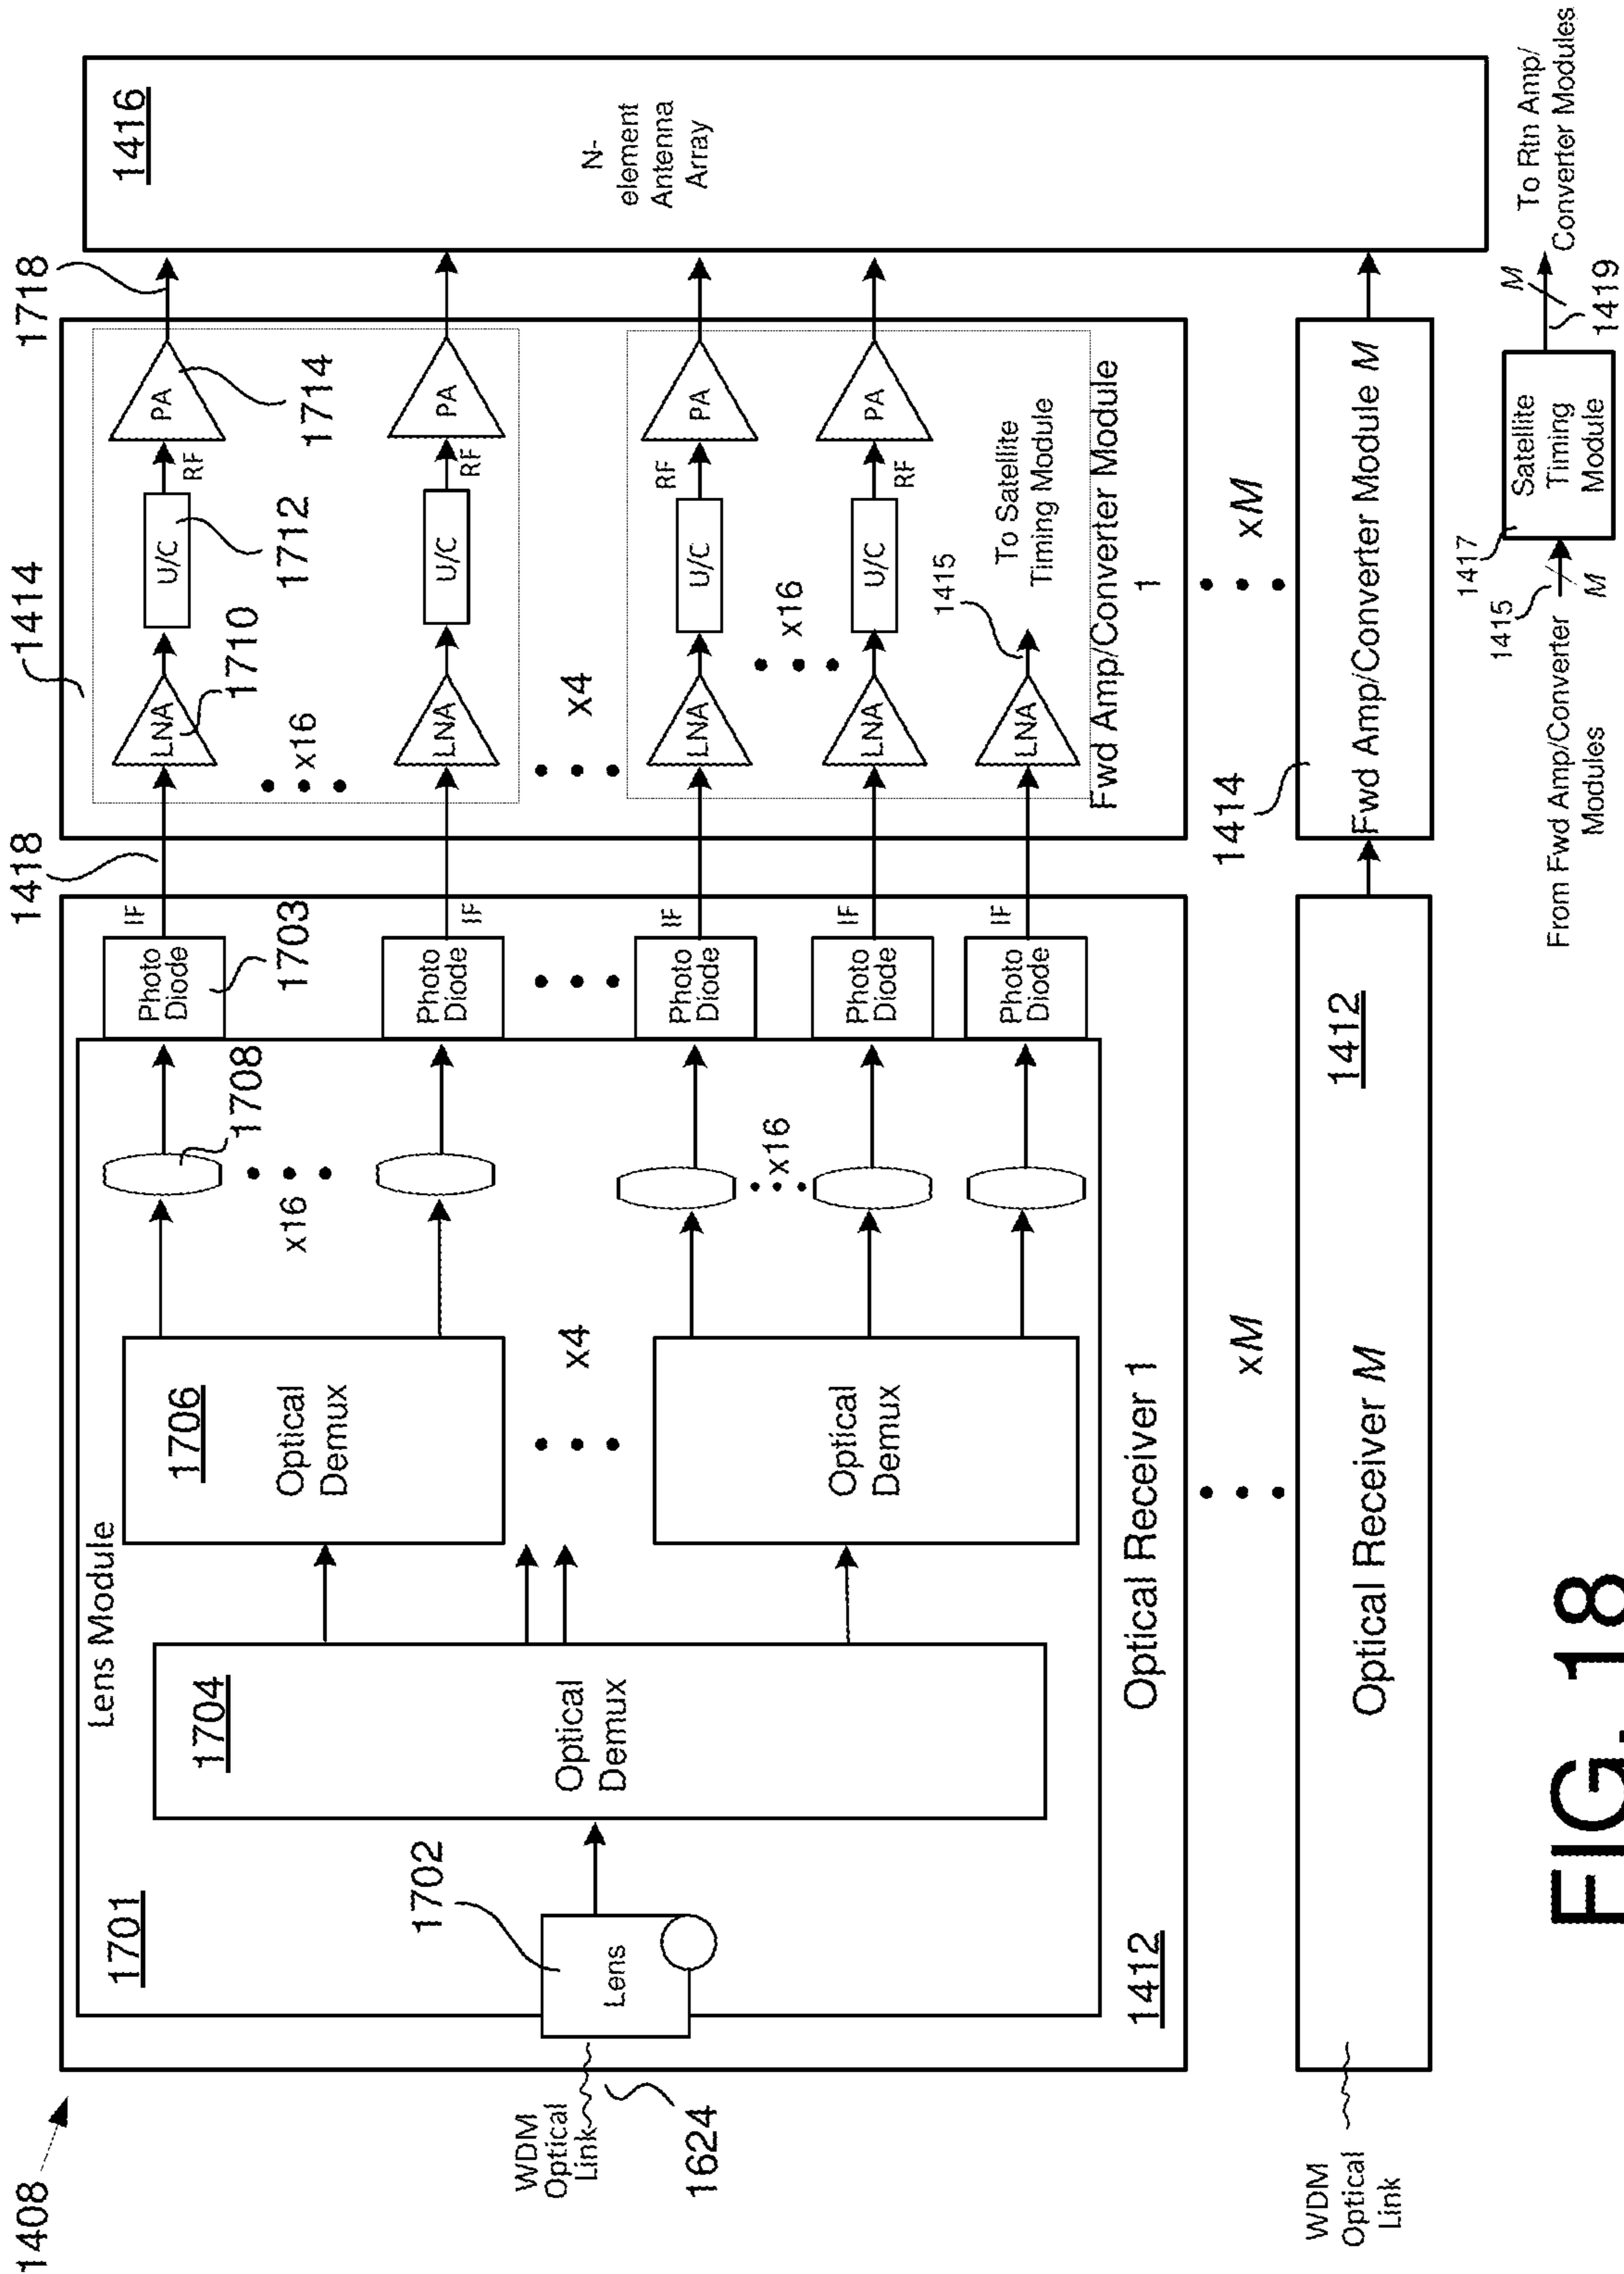 1408
1414
1718
1418
1701
Lens Module
1416
WDM
Optical
Link
1624
1702
Lens
1704
Optical
Demux
1706
Optical
Demux
x4
Optical
Demux
1708
x16
x16
Photo
Diode
IF
1703
Photo
Diode
IF
Photo
Diode
IF
Photo
Diode
IF
Photo
Diode
IF
LNA
1710
U/C
1712
RF
PA
1714
x16
LNA
U/C
RF
PA
x4
LNA
U/C
RF
PA
x16
LNA
U/C
RF
PA
LNA
1415
To Satellite
Timing Module
Fwd Amp/Converter Module
1
N-
element
Antenna
Array
1412
Optical Receiver 1
xM
xM
WDM
Optical
Link
Optical Receiver M
1412
1414
Fwd Amp/Converter Module M
From Fwd Amp/Converter
Modules
1415
M
1417
Satellite
Timing
Module
M
1419
To Rtn Amp/
Converter Modules
FIG. 18